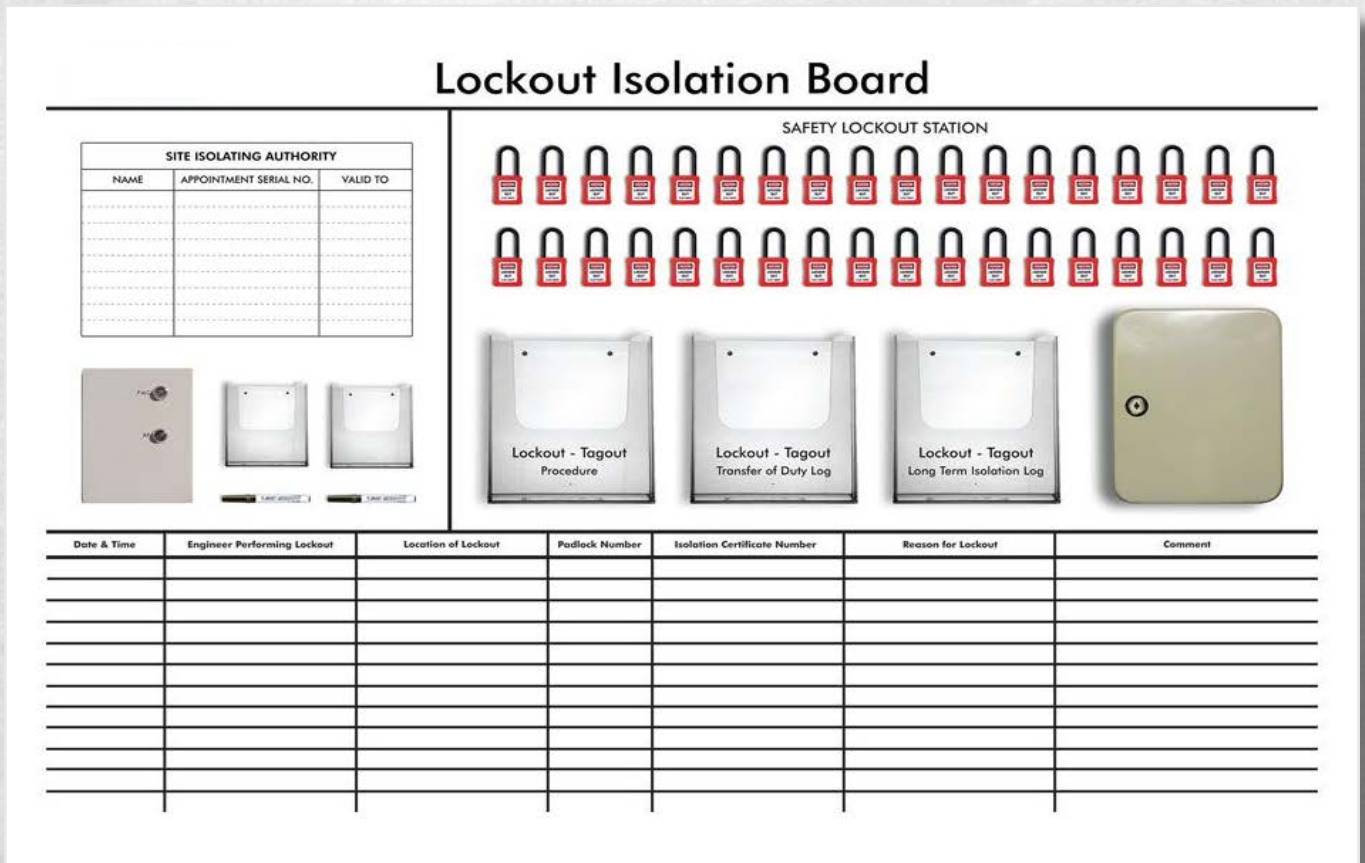 Lockout Isolation Board
SITE ISOLATING AUTHORITY
NAME APPOINTMENT SERIAL NO. VALID TO
SAFETY LOCKOUT STATION
Lockout - Tagout
Procedure
Lockout - Tagout
Transfer of Duty Log
Lockout - Tagout
Long Term Isolation Log
Date & Time Engineer Performing Lockout Location of Lockout Padlock Number Isolation Certificate Number Reason for Lockout Comment